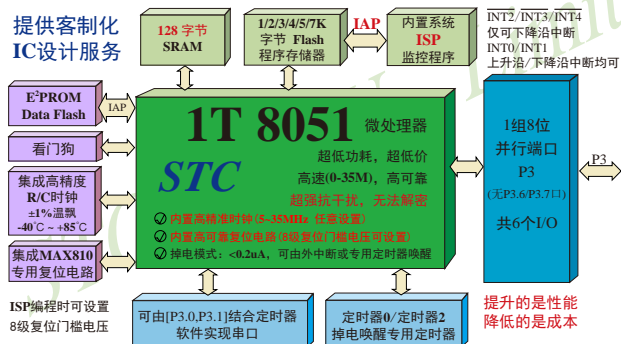 提供客制化
IC设计服务
128 字节
SRAM
1/2/3/4/5/7K
字节 Flash
程序存储器
IAP
内置系统
ISP
监控程序
INT2/INT3/INT4
仅可下降沿中断
INT0/INT1
上升沿/下降沿中断均可
E²PROM
Data Flash
IAP
看门狗
集成高精度
R/C时钟
±1%温飘
-40℃ ~ +85℃
集成MAX810
专用复位电路
ISP编程时可设置
8级复位门槛电压
1T 8051 微处理器
STC
超低功耗，超低价
高速(0-35M)，高可靠
超强抗干扰，无法解密
内置高精准时钟(5~35MHz 任意设置)
内置高可靠复位电路(8级复位门槛电压可设置)
掉电模式：<0.2uA，可由外中断或专用定时器唤醒
1组8位
并行端口
P3
(无P3.6/P3.7口)
共6个I/O
P3
可由[P3.0,P3.1]结合定时器
软件实现串口
定时器0/定时器2
掉电唤醒专用定时器
提升的是性能
降低的是成本